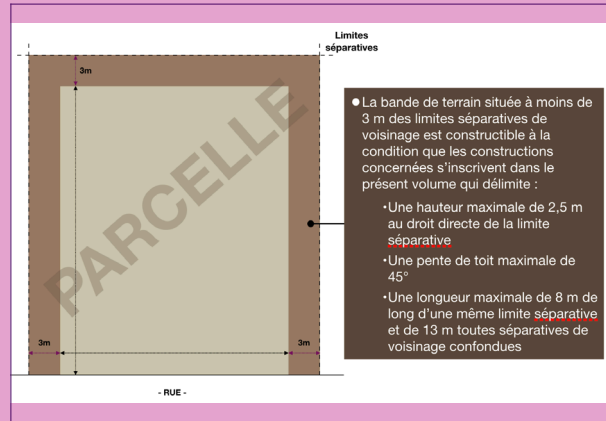 Limites
séparatives
3m
PARCELLE
3m
3m
- RUE -
●La bande de terrain située à moins de
3 m des limites séparatives de
voisinage est constructible à la
condition que les constructions
concernées s'inscrivent dans le
présent volume qui délimite :
•Une hauteur maximale de 2,5 m
au droit directe de la limite
séparative
•Une pente de toit maximale de
45°
•Une longueur maximale de 8 m de
long d'une même limite séparative
et de 13 m toutes séparatives de
voisinage confondues